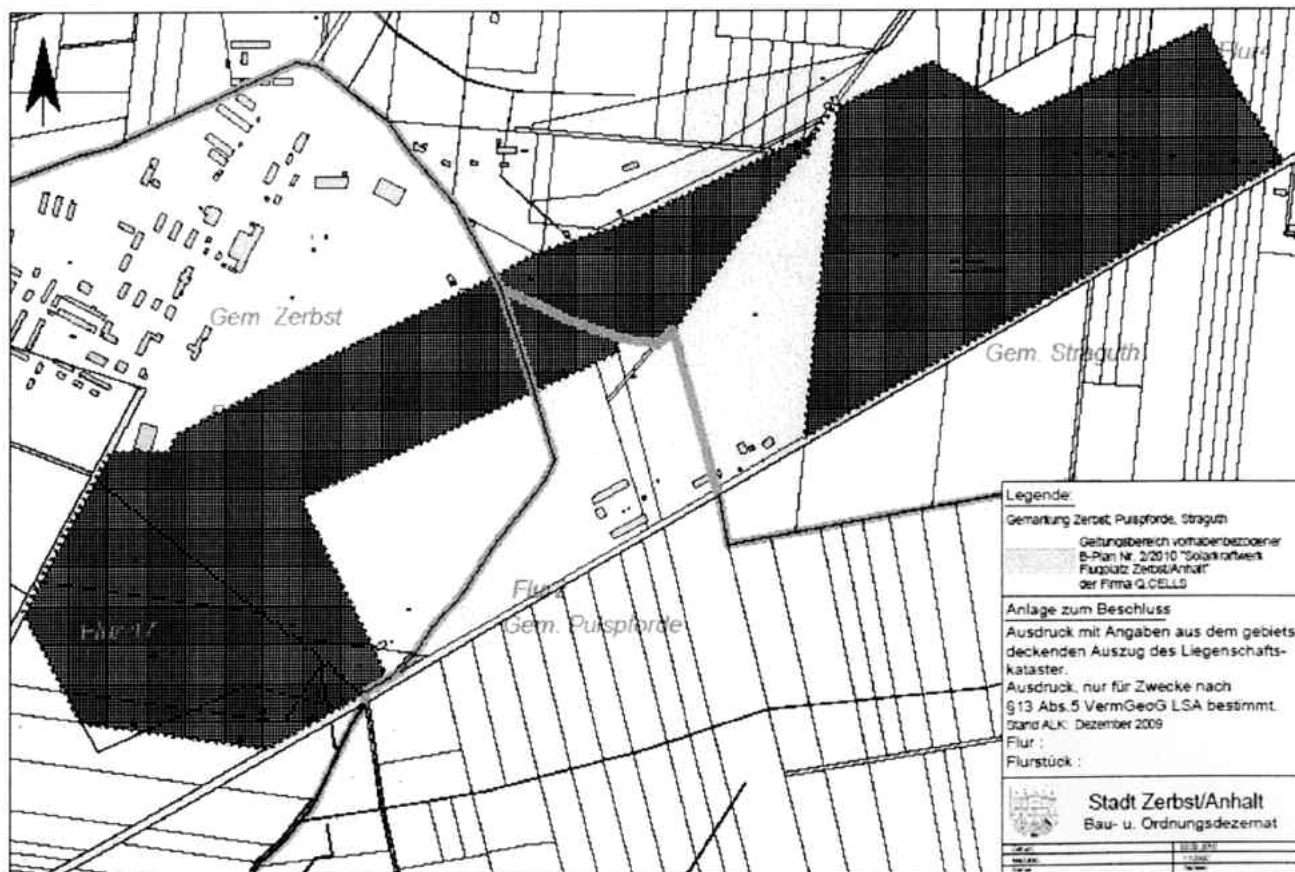 Flur4
Gem. Zerbst
Gem. Straguth
Flur
Gem. Pulspforde
Flur 17
Legende:
Gemarkung Zerbst, Pulspforde, Straguth
Geltungsbereich vorhabenbezogener
B-Plan Nr. 2/2010 "Solarkraftwerk
Flugplatz Zerbst/Anhalt"
der Firma Q.CELLS
Anlage zum Beschluss
Ausdruck mit Angaben aus dem gebiets
deckenden Auszug des Liegenschafts-
kataster.
Ausdruck, nur für Zwecke nach
§13 Abs.5 VermGeoG LSA bestimmt.
Stand ALK: Dezember 2009
Flur :
Flurstück :
Stadt Zerbst/Anhalt
Bau- u. Ordnungsdezernat